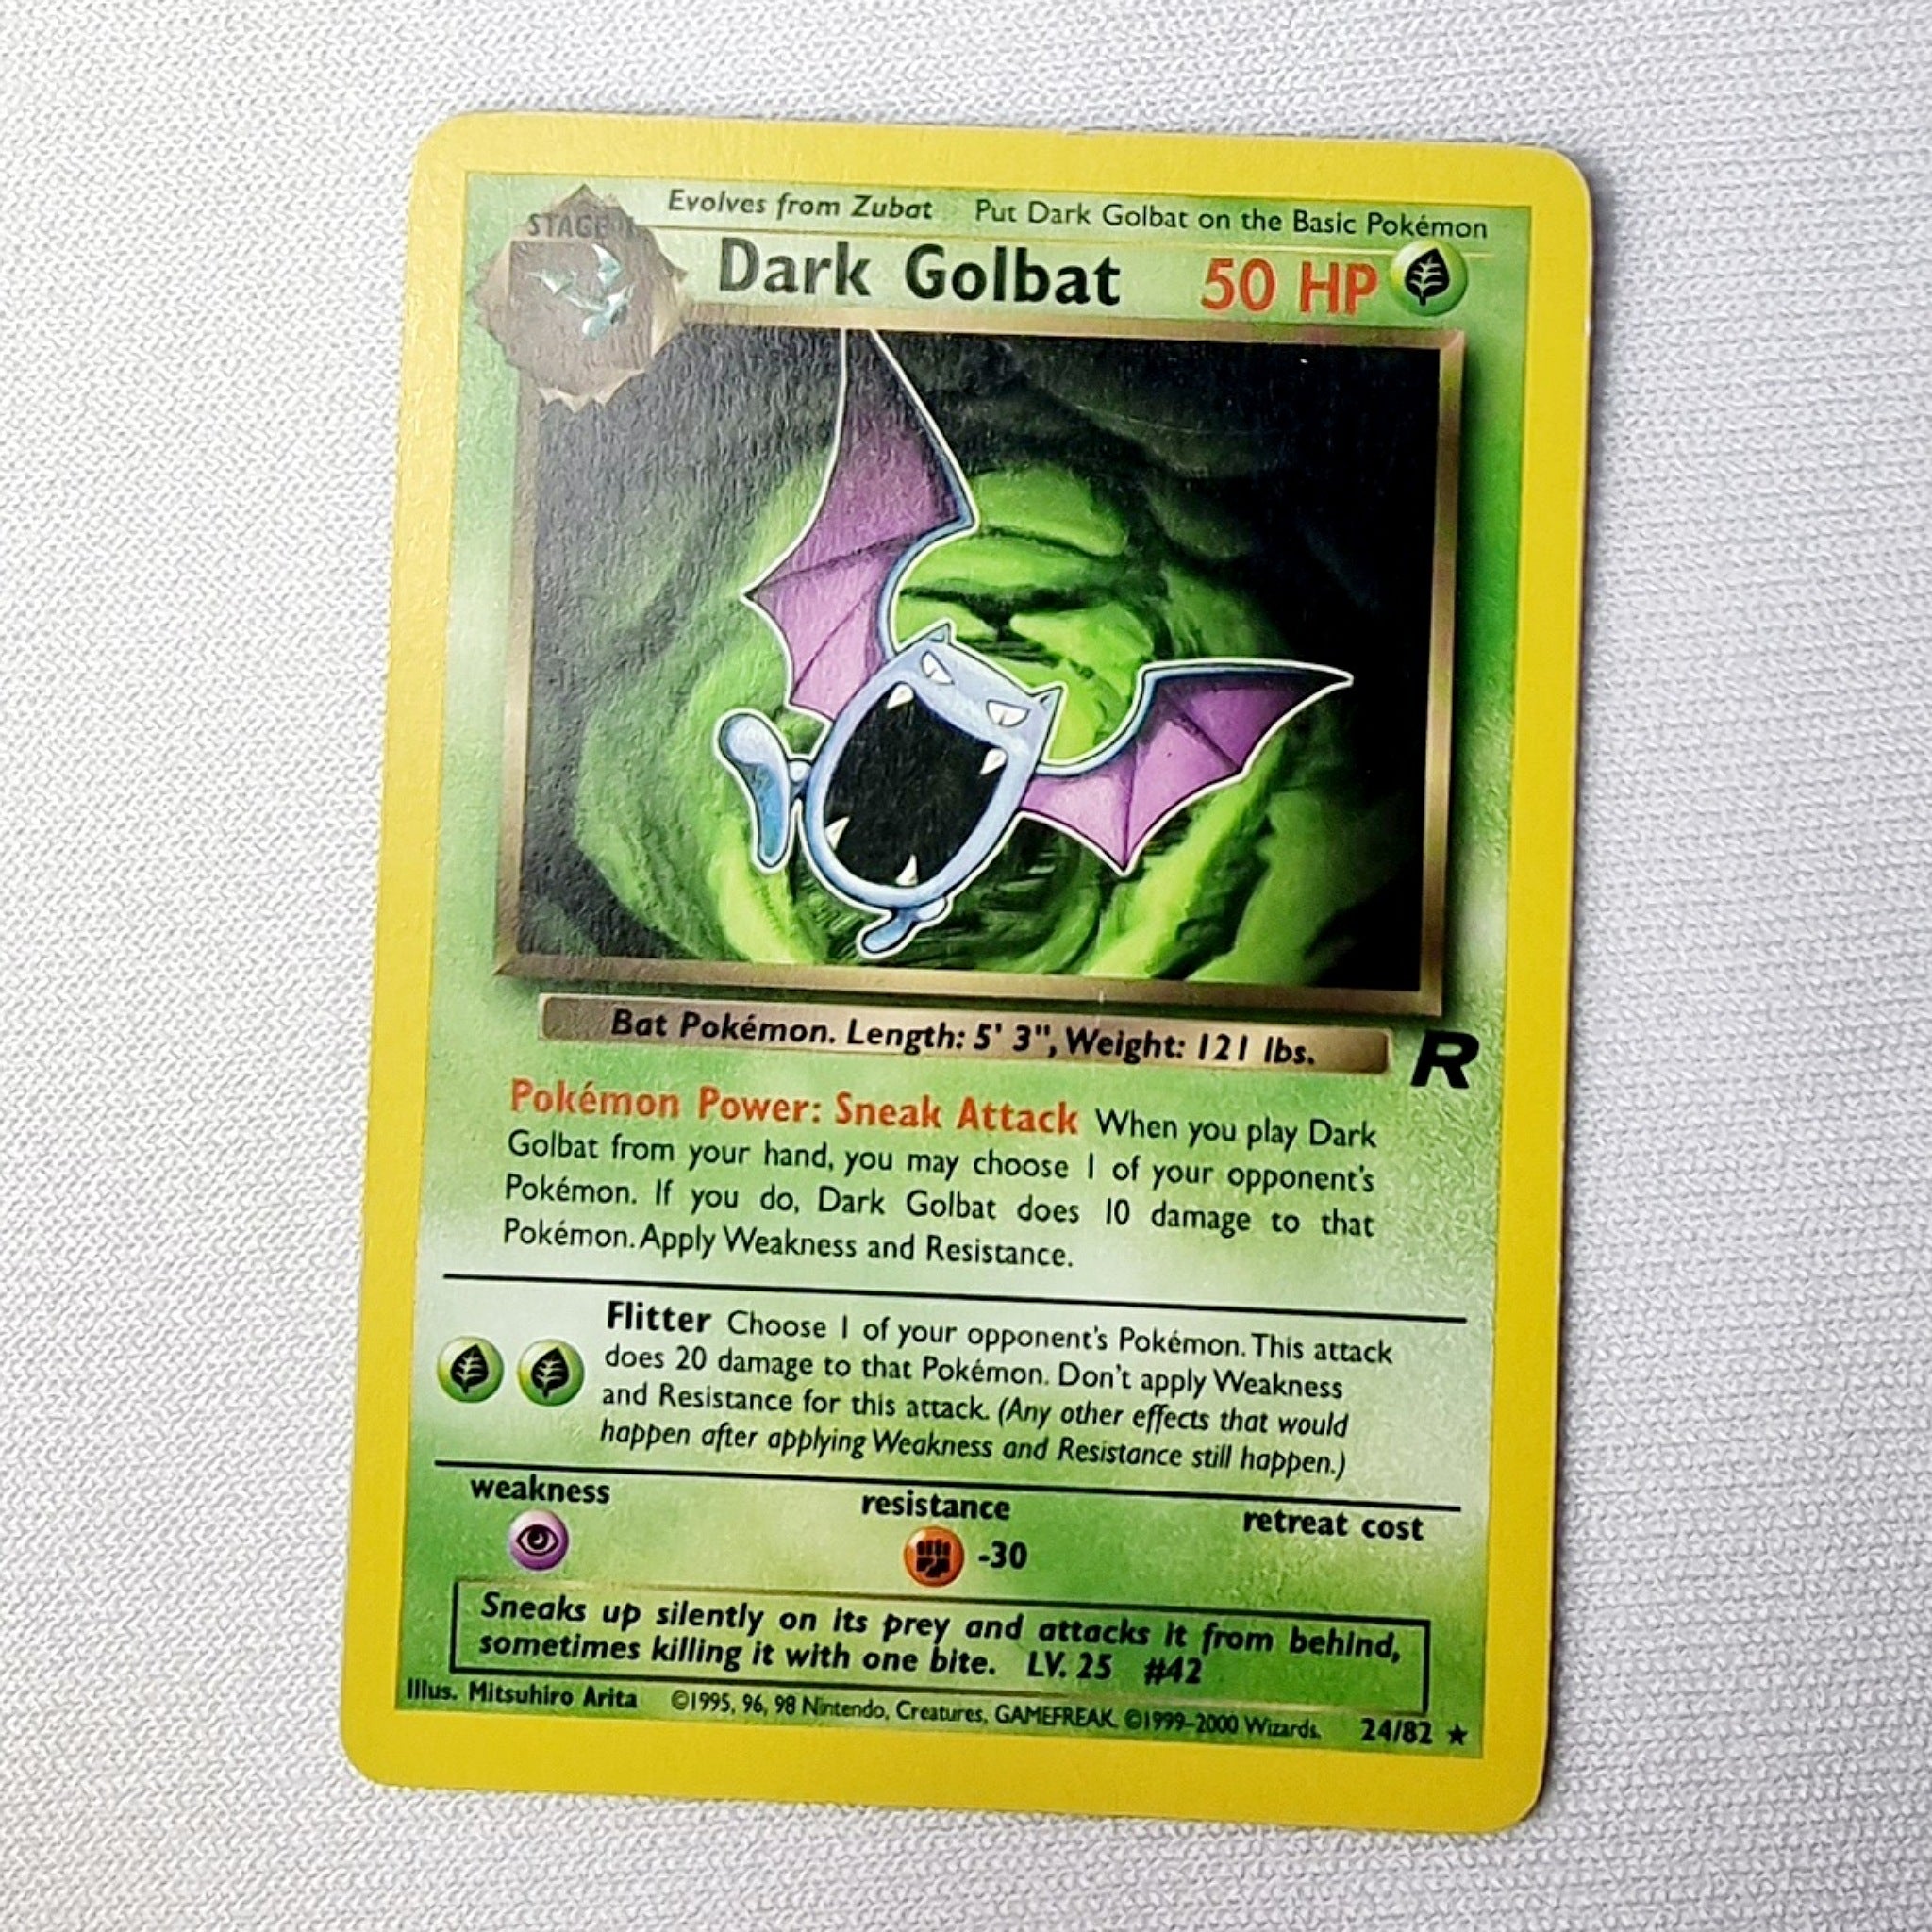 Evolves from Zubat Put Dark Golbat on the Basic Pokémon
STAGE 1
Dark Golbat 50 HP
Bat Pokémon. Length: 5' 3", Weight: 121 lbs.
R
Pokémon Power: Sneak Attack When you play Dark
Golbat from your hand, you may choose 1 of your opponent's
Pokémon. If you do, Dark Golbat does 10 damage to that
Pokémon. Apply Weakness and Resistance.
Flitter Choose 1 of your opponent's Pokémon. This attack
does 20 damage to that Pokémon. Don't apply Weakness
and Resistance for this attack. (Any other effects that would
happen after applying Weakness and Resistance still happen.)
weakness resistance retreat cost
-30
Sneaks up silently on its prey and attacks it from behind,
sometimes killing it with one bite. LV. 25 #42
Illus. Mitsuhiro Arita ©1995, 96, 98 Nintendo, Creatures, GAMEFREAK. ©1999-2000 Wizards. 24/82 ★